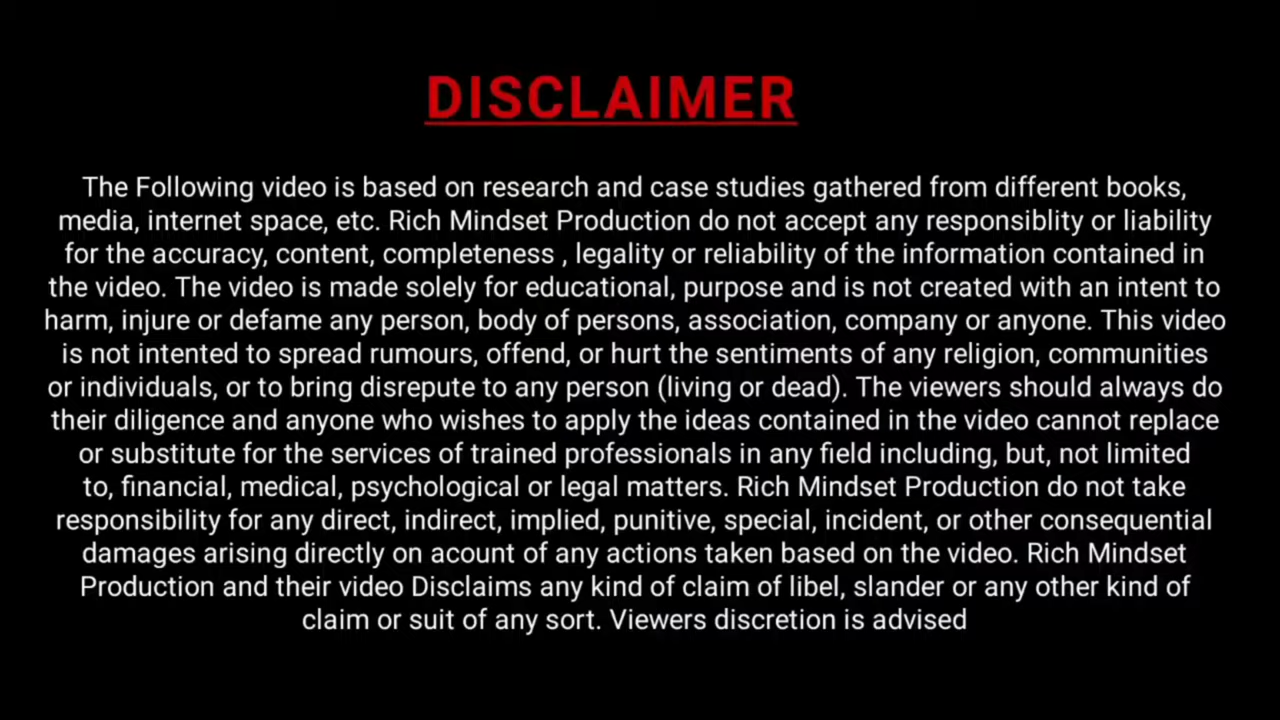 DISCLAIMER
The Following video is based on research and case studies gathered from different books,
media, internet space, etc. Rich Mindset Production do not accept any responsiblity or liability
for the accuracy, content, completeness , legality or reliability of the information contained in
the video. The video is made solely for educational, purpose and is not created with an intent to
harm, injure or defame any person, body of persons, association, company or anyone. This video
is not intented to spread rumours, offend, or hurt the sentiments of any religion, communities
or individuals, or to bring disrepute to any person (living or dead). The viewers should always do
their diligence and anyone who wishes to apply the ideas contained in the video cannot replace
or substitute for the services of trained professionals in any field including, but, not limited
to, financial, medical, psychological or legal matters. Rich Mindset Production do not take
responsibility for any direct, indirect, implied, punitive, special, incident, or other consequential
damages arising directly on acount of any actions taken based on the video. Rich Mindset
Production and their video Disclaims any kind of claim of libel, slander or any other kind of
claim or suit of any sort. Viewers discretion is advised